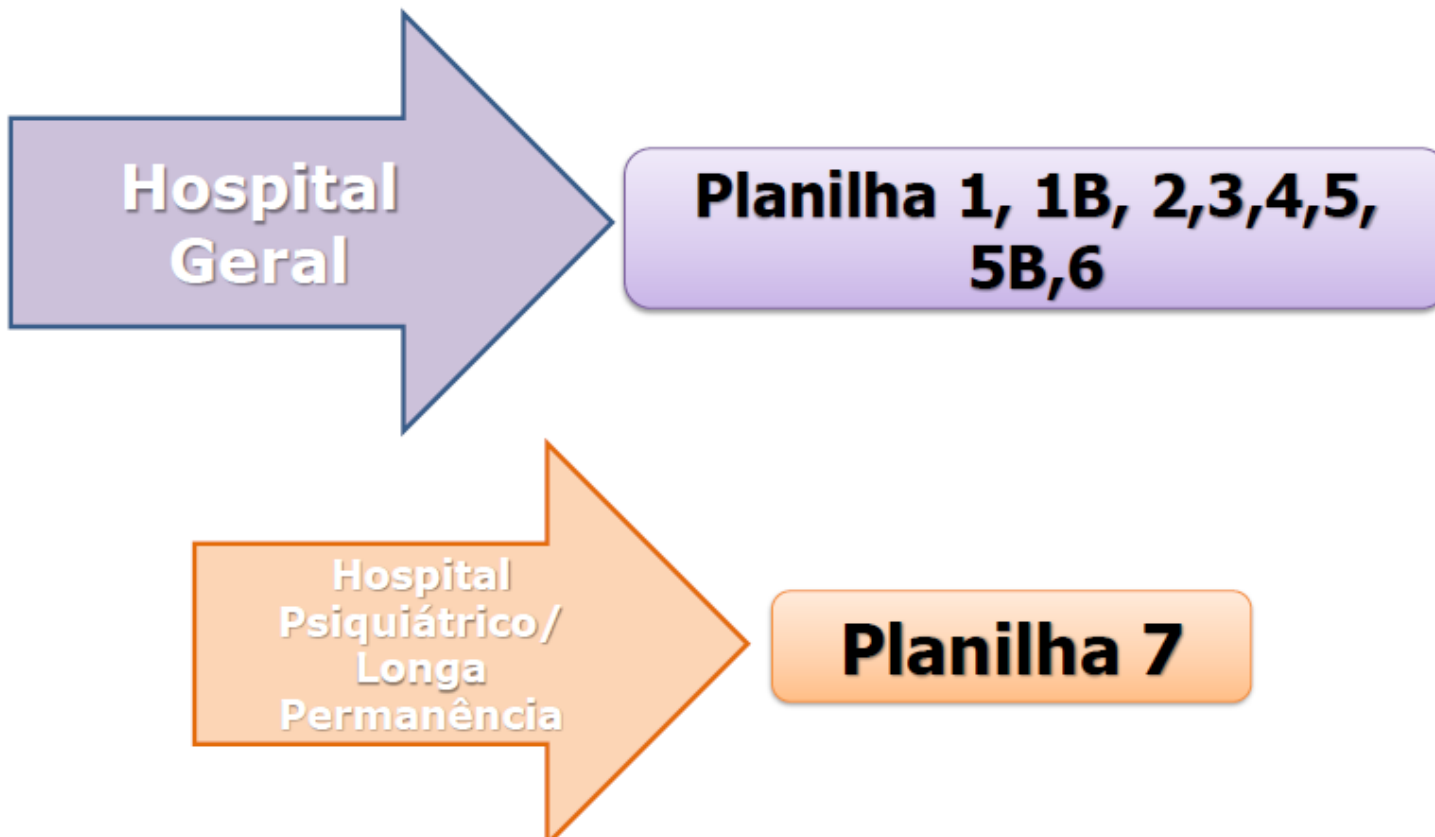 Hospital
Geral
Planilha 1, 1B, 2,3,4,5,
5B,6
Hospital
Psiquiátrico/
Longa
Permanência
Planilha 7